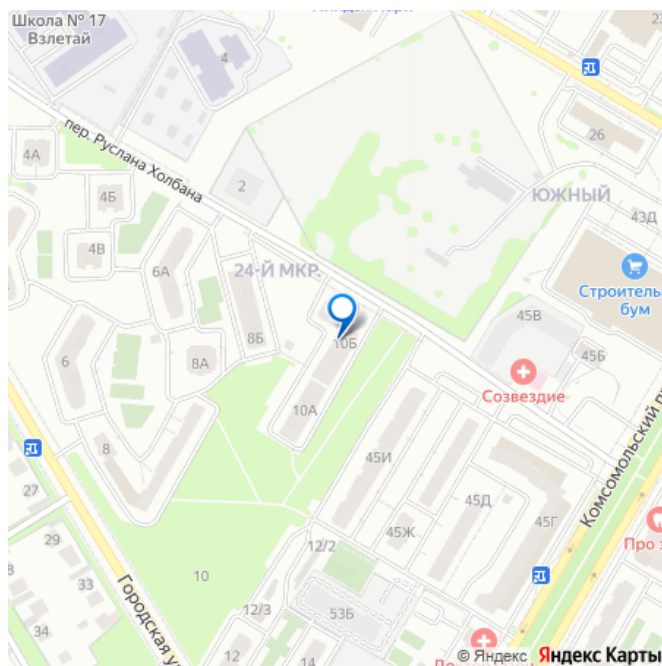 Школа № 17
Взлетай
4
26
пер. Руслана Холбана
4А
2
4Б
ЮЖНЫЙ
43Д
4В
6А
24-Й МКР.
Строитель
бум
45В
10Б
8Б
45Б
6
8А
Созвездие
10А
Комсомольский п
8
45И
27
45Д
45Г
45Ж
Про з
29
12/2
10
33
Городская у
12/3
53Б
34
12
© Яндекс Яндекс Карты